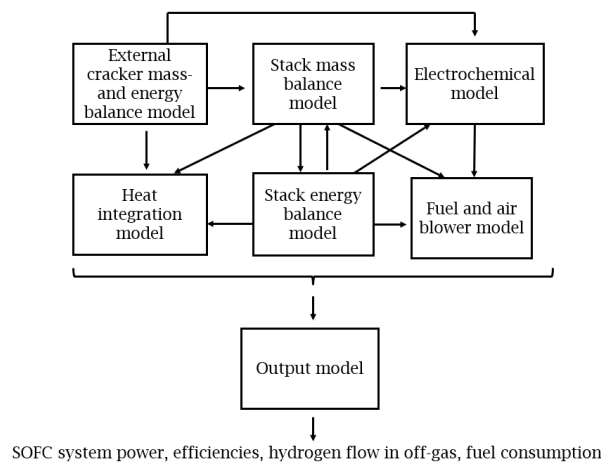 External
cracker mass-
and energy
balance model
Stack mass
balance
model
Electrochemical
model
Heat
integration
model
Stack energy
balance
model
Fuel and air
blower model
Output model
SOFC system power, efficiencies, hydrogen flow in off-gas, fuel consumption